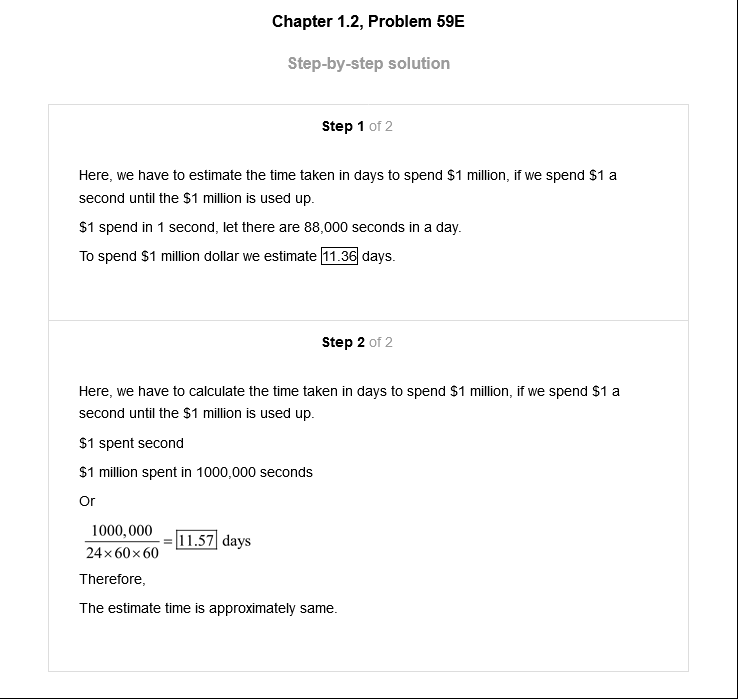 Chapter 1.2, Problem 59E
Step-by-step solution
Step 1 of 2
Here, we have to estimate the time taken in days to spend $1 million, if we spend $1 a
second until the $1 million is used up.
$1 spend in 1 second, let there are 88,000 seconds in a day.
To spend $1 million dollar we estimate 11.36 days.
Step 2 of 2
Here, we have to calculate the time taken in days to spend $1 million, if we spend $1 a
second until the $1 million is used up.
$1 spent second
$1 million spent in 1000,000 seconds
Or
1000,000
24×60×60
= 11.57 days
Therefore,
The estimate time is approximately same.